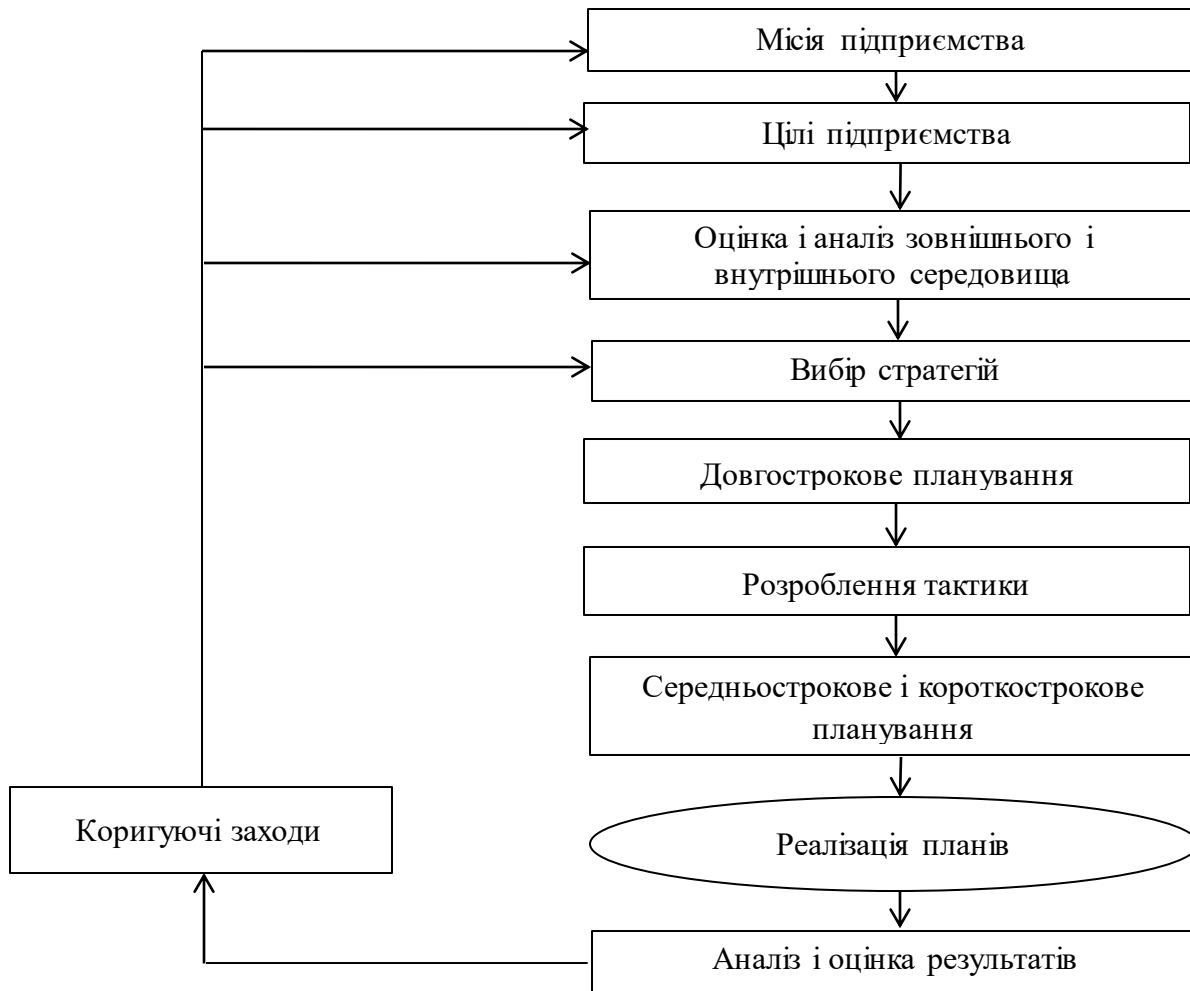 Місія підприємства
Цілі підприємства
Оцінка і аналіз зовнішнього і
внутрішнього середовища
Вибір стратегій
Довгострокове планування
Розроблення тактики
Середньострокове і короткострокове
планування
Коригуючі заходи
Реалізація планів
Аналіз і оцінка результатів